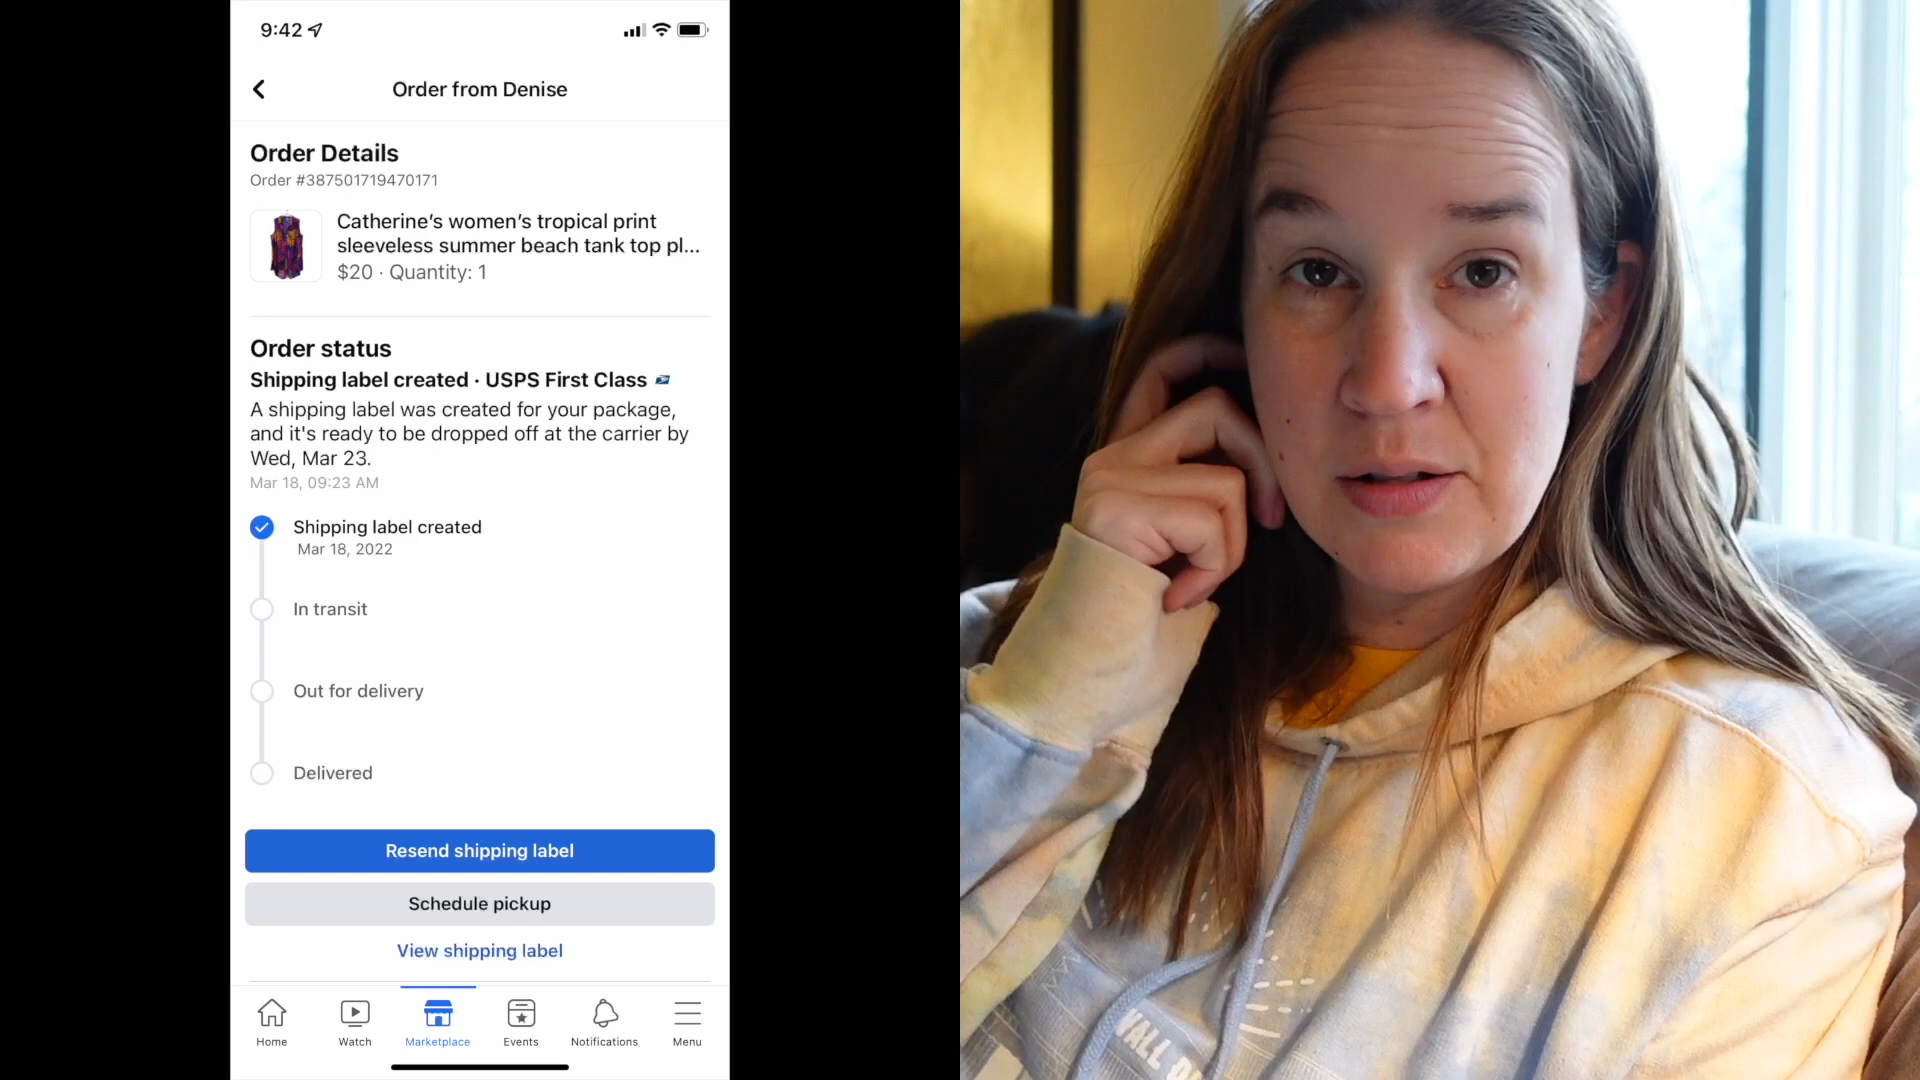 9:42
Order from Denise
Order Details
Order #387501719470171
Catherine’s women’s tropical print
sleeveless summer beach tank top pl...
$20 · Quantity: 1
Order status
Shipping label created · USPS First Class
A shipping label was created for your package,
and it's ready to be dropped off at the carrier by
Wed, Mar 23.
Mar 18, 09:23 AM
Shipping label created
Mar 18, 2022
In transit
Out for delivery
Delivered
Resend shipping label
Schedule pickup
View shipping label
Home
Watch
Marketplace
Events
Notifications
Menu